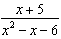 x + 5
x² − x − 6